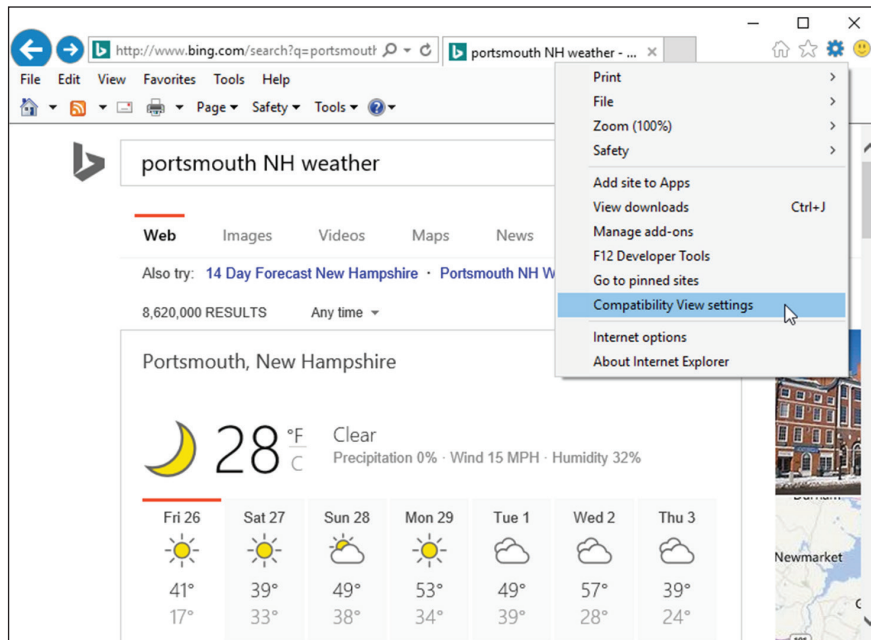 http://www.bing.com/search?q=portsmouth
portsmouth NH weather - ...
File Edit View Favorites Tools Help
Page Safety Tools
Print
File
Zoom (100%)
Safety
Add site to Apps
View downloads Ctrl+J
Manage add-ons
F12 Developer Tools
Go to pinned sites
Compatibility View settings
Internet options
About Internet Explorer
portsmouth NH weather
Web Images Videos Maps News
Also try: 14 Day Forecast New Hampshire · Portsmouth NH W
8,620,000 RESULTS Any time
Portsmouth, New Hampshire
28 °F
C
Clear
Precipitation 0% · Wind 15 MPH · Humidity 32%
Fri 26 Sat 27 Sun 28 Mon 29 Tue 1 Wed 2 Thu 3
41° 39° 49° 53° 49° 57° 39°
17° 33° 38° 34° 39° 28° 24°
Newmarket